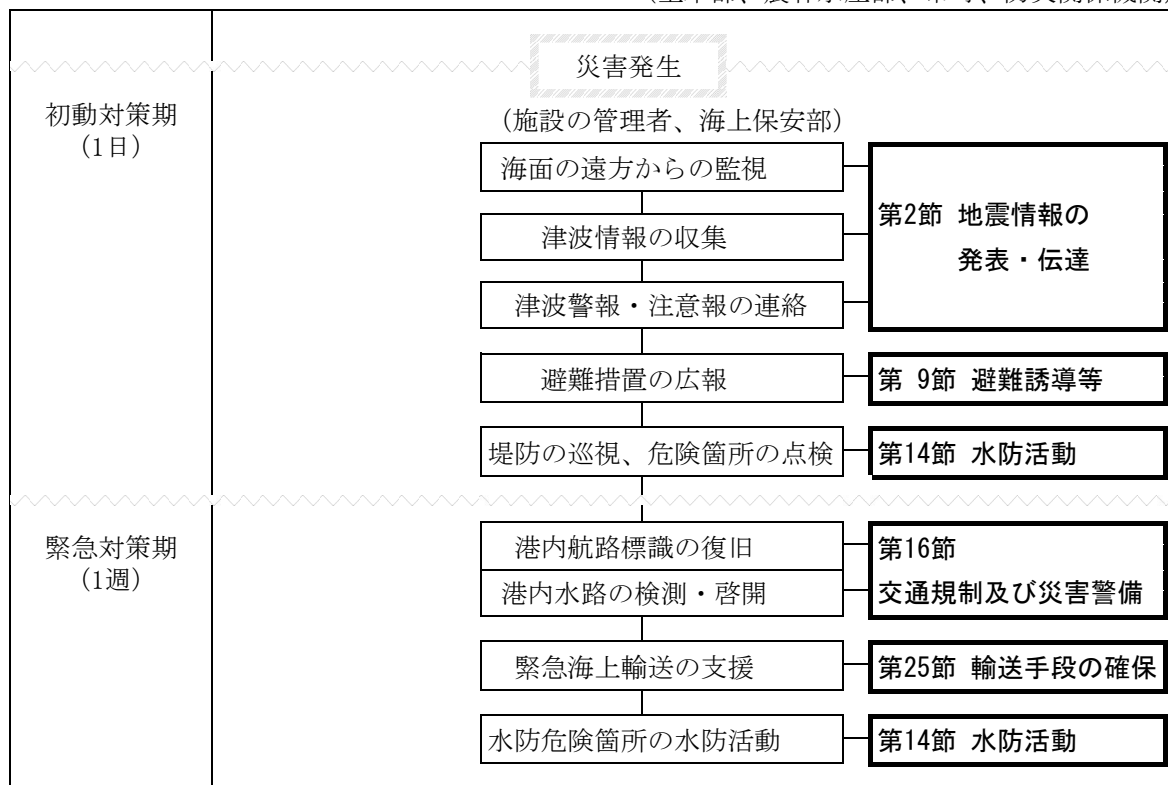 災害発生
初動対策期
(1日)
(施設の管理者、海上保安部)
海面の遠方からの監視
津波情報の収集
津波警報・注意報の連絡
第2節 地震情報の
発表・伝達
避難措置の広報
第 9節 避難誘導等
堤防の巡視、危険箇所の点検
第14節 水防活動
緊急対策期
(1週)
港内航路標識の復旧
港内水路の検測・啓開
第16節
交通規制及び災害警備
緊急海上輸送の支援
第25節 輸送手段の確保
水防危険箇所の水防活動
第14節 水防活動